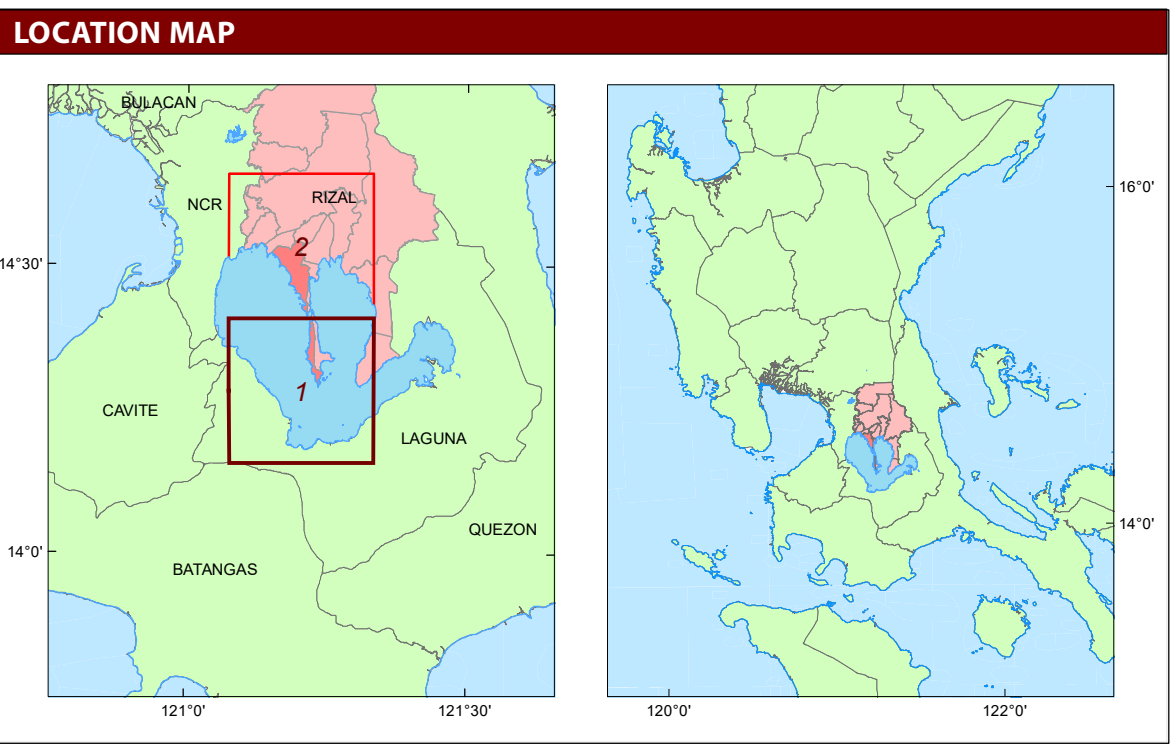 LOCATION MAP
BULACAN
NCR
RIZAL
2
14°30'
16°0'
1
CAVITE
LAGUNA
QUEZON
14°0'
14°0'
BATANGAS
121°0'
121°30'
120°0'
122°0'